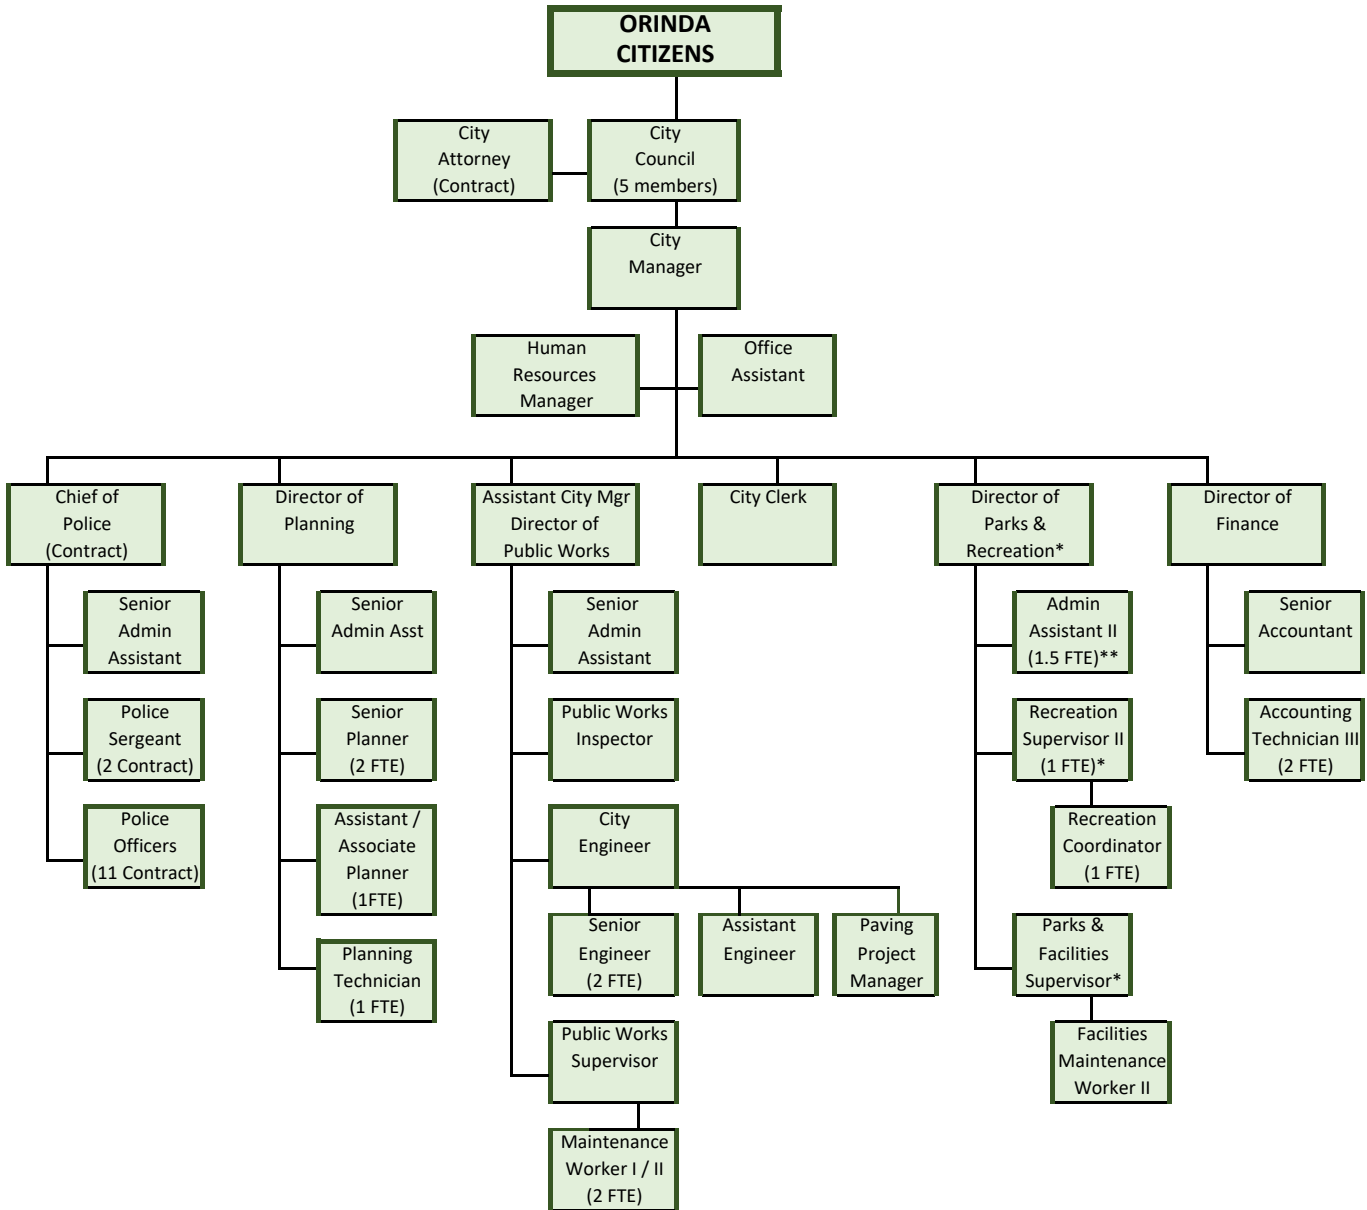 ORINDA
CITIZENS
City
Attorney
(Contract)
City
Council
(5 members)
City
Manager
Human
Resources
Manager
Office
Assistant
Chief of
Police
(Contract)
Director of
Planning
Assistant City Mgr
Director of
Public Works
City Clerk
Director of
Parks &
Recreation*
Director of
Finance
Senior
Admin
Assistant
Police
Sergeant
(2 Contract)
Police
Officers
(11 Contract)
Senior
Admin Asst
Senior
Planner
(2 FTE)
Assistant /
Associate
Planner
(1FTE)
Planning
Technician
(1 FTE)
Senior
Admin
Assistant
Public Works
Inspector
City
Engineer
Senior
Engineer
(2 FTE)
Assistant
Engineer
Paving
Project
Manager
Public Works
Supervisor
Maintenance
Worker I / II
(2 FTE)
Admin
Assistant II
(1.5 FTE)**
Recreation
Supervisor II
(1 FTE)*
Recreation
Coordinator
(1 FTE)
Parks &
Facilities
Supervisor*
Facilities
Maintenance
Worker II
Senior
Accountant
Accounting
Technician III
(2 FTE)